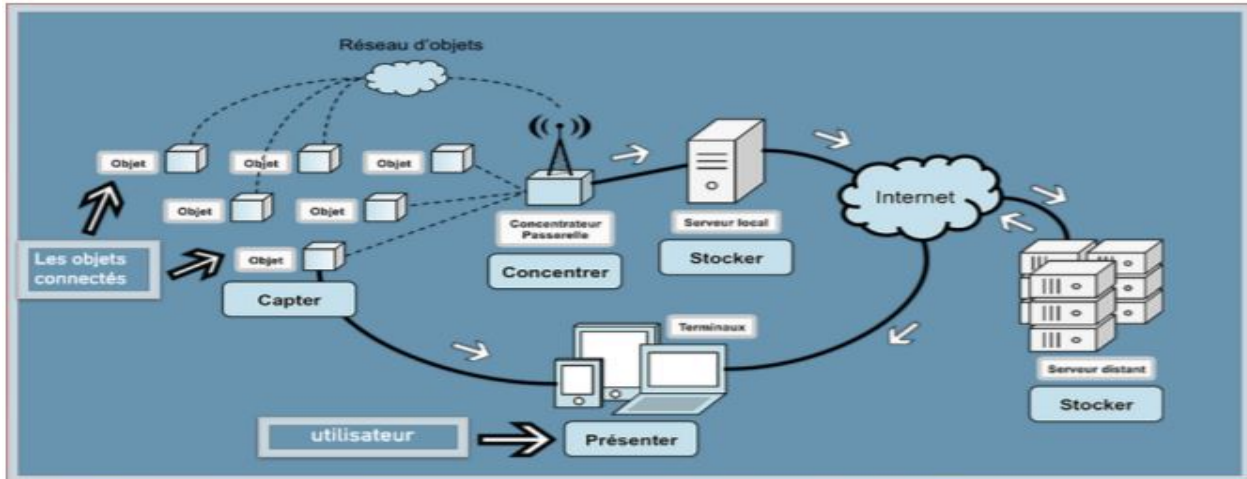 Réseau d'objets
Objet
Objet
Objet
Objet
Objet
Concentrateur
Passarelle
Serveur local
Internet
Les objets
connectés
Objet
Concentrer
Stocker
Capter
Terminaux
Serveur distant
Stocker
utilisateur
Présenter